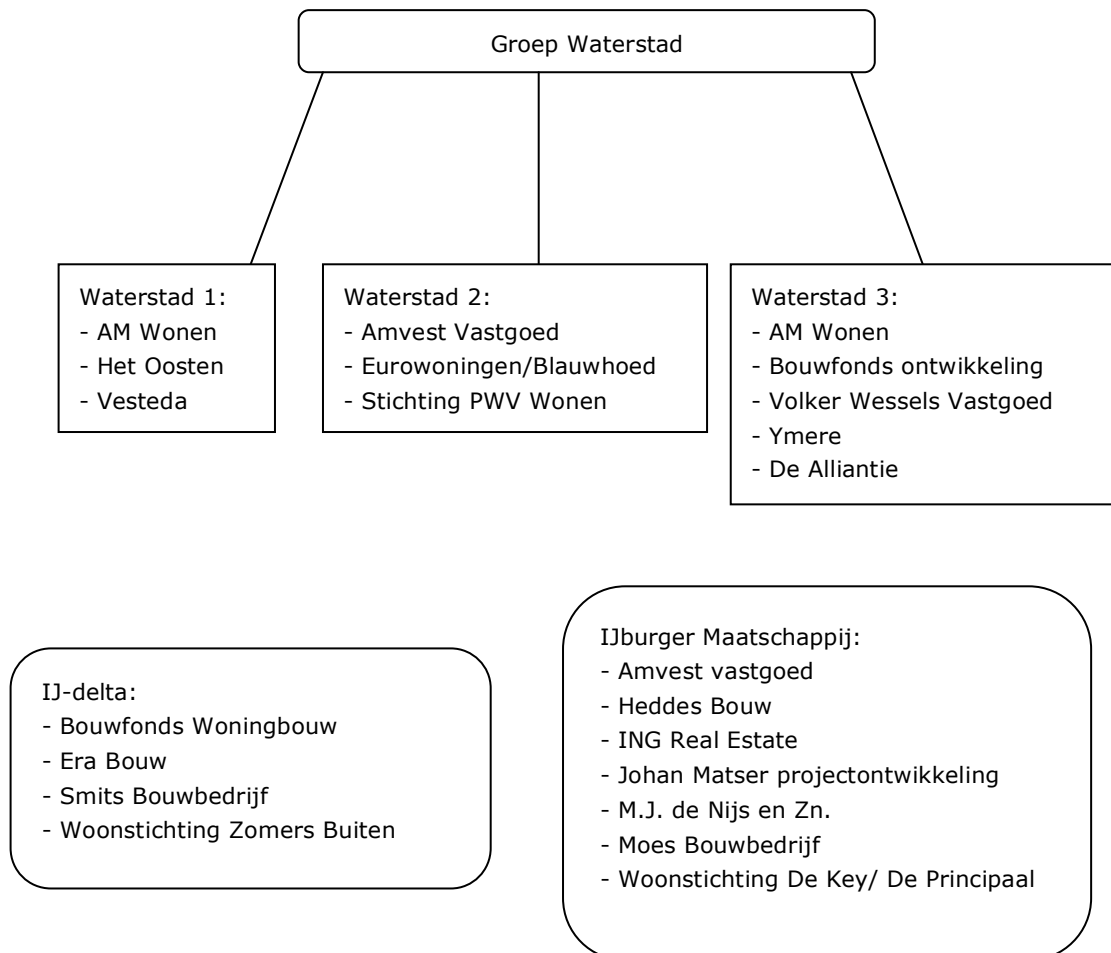 Groep Waterstad
Waterstad 1:
- AM Wonen
- Het Oosten
- Vesteda
Waterstad 2:
- Amvest Vastgoed
- Eurowoningen/Blauwhoed
- Stichting PWV Wonen
Waterstad 3:
- AM Wonen
- Bouwfonds ontwikkeling
- Volker Wessels Vastgoed
- Ymere
- De Alliantie
IJ-delta:
- Bouwfonds Woningbouw
- Era Bouw
- Smits Bouwbedrijf
- Woonstichting Zomers Buiten
IJburger Maatschappij:
- Amvest vastgoed
- Heddes Bouw
- ING Real Estate
- Johan Matser projectontwikkeling
- M.J. de Nijs en Zn.
- Moes Bouwbedrijf
- Woonstichting De Key/ De Principaal